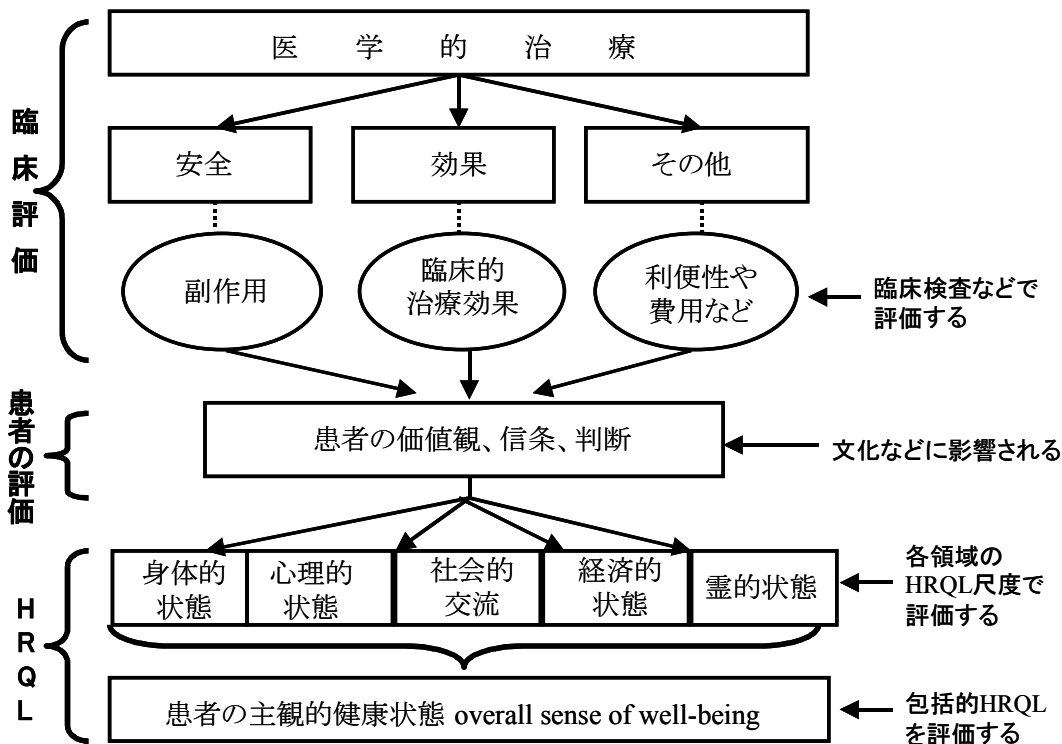 臨床評価
医学的治療
安全
効果
その他
副作用
臨床的
治療効果
利便性や
費用など
臨床検査などで
評価する
患者の評価
患者の価値観、信条、判断
文化などに影響される
HRQL
身体的
状態
心理的
状態
社会的
交流
経済的
状態
霊的状態
各領域の
HRQL尺度で
評価する
患者の主観的健康状態 overall sense of well-being
包括的HRQL
を評価する